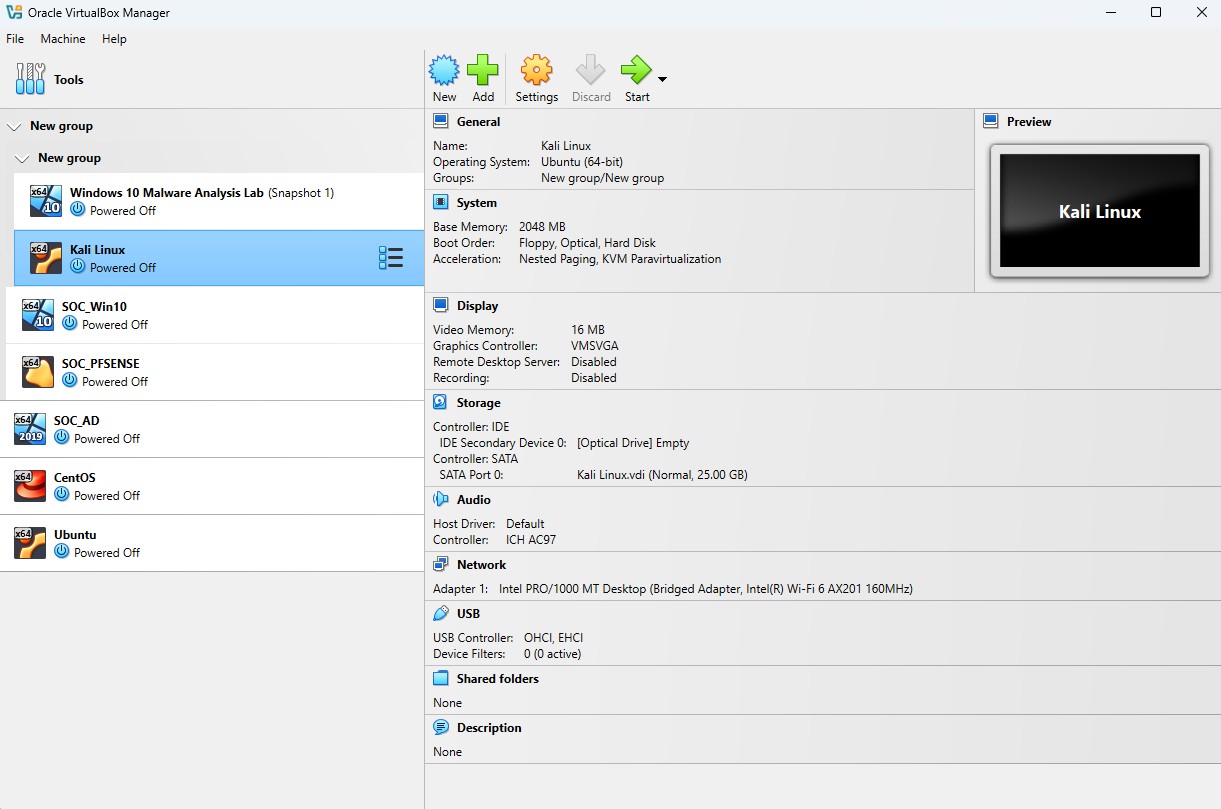 Oracle VirtualBox Manager
File Machine Help
Tools
New Add Settings Discard Start
New group
New group
x64 10 Windows 10 Malware Analysis Lab (Snapshot 1)
Powered Off
x64 Kali Linux
Powered Off
x64 10 SOC_Win10
Powered Off
x64 SOC_PFSENSE
Powered Off
x64 2019 SOC_AD
Powered Off
x64 CentOS
Powered Off
x64 Ubuntu
Powered Off
General
Name: Kali Linux
Operating System: Ubuntu (64-bit)
Groups: New group/New group
Preview
Kali Linux
System
Base Memory: 2048 MB
Boot Order: Floppy, Optical, Hard Disk
Acceleration: Nested Paging, KVM Paravirtualization
Display
Video Memory: 16 MB
Graphics Controller: VMSVGA
Remote Desktop Server: Disabled
Recording: Disabled
Storage
Controller: IDE
IDE Secondary Device 0: [Optical Drive] Empty
Controller: SATA
SATA Port 0: Kali Linux.vdi (Normal, 25.00 GB)
Audio
Host Driver: Default
Controller: ICH AC97
Network
Adapter 1: Intel PRO/1000 MT Desktop (Bridged Adapter, Intel(R) Wi-Fi 6 AX201 160MHz)
USB
USB Controller: OHCI, EHCI
Device Filters: 0 (0 active)
Shared folders
None
Description
None